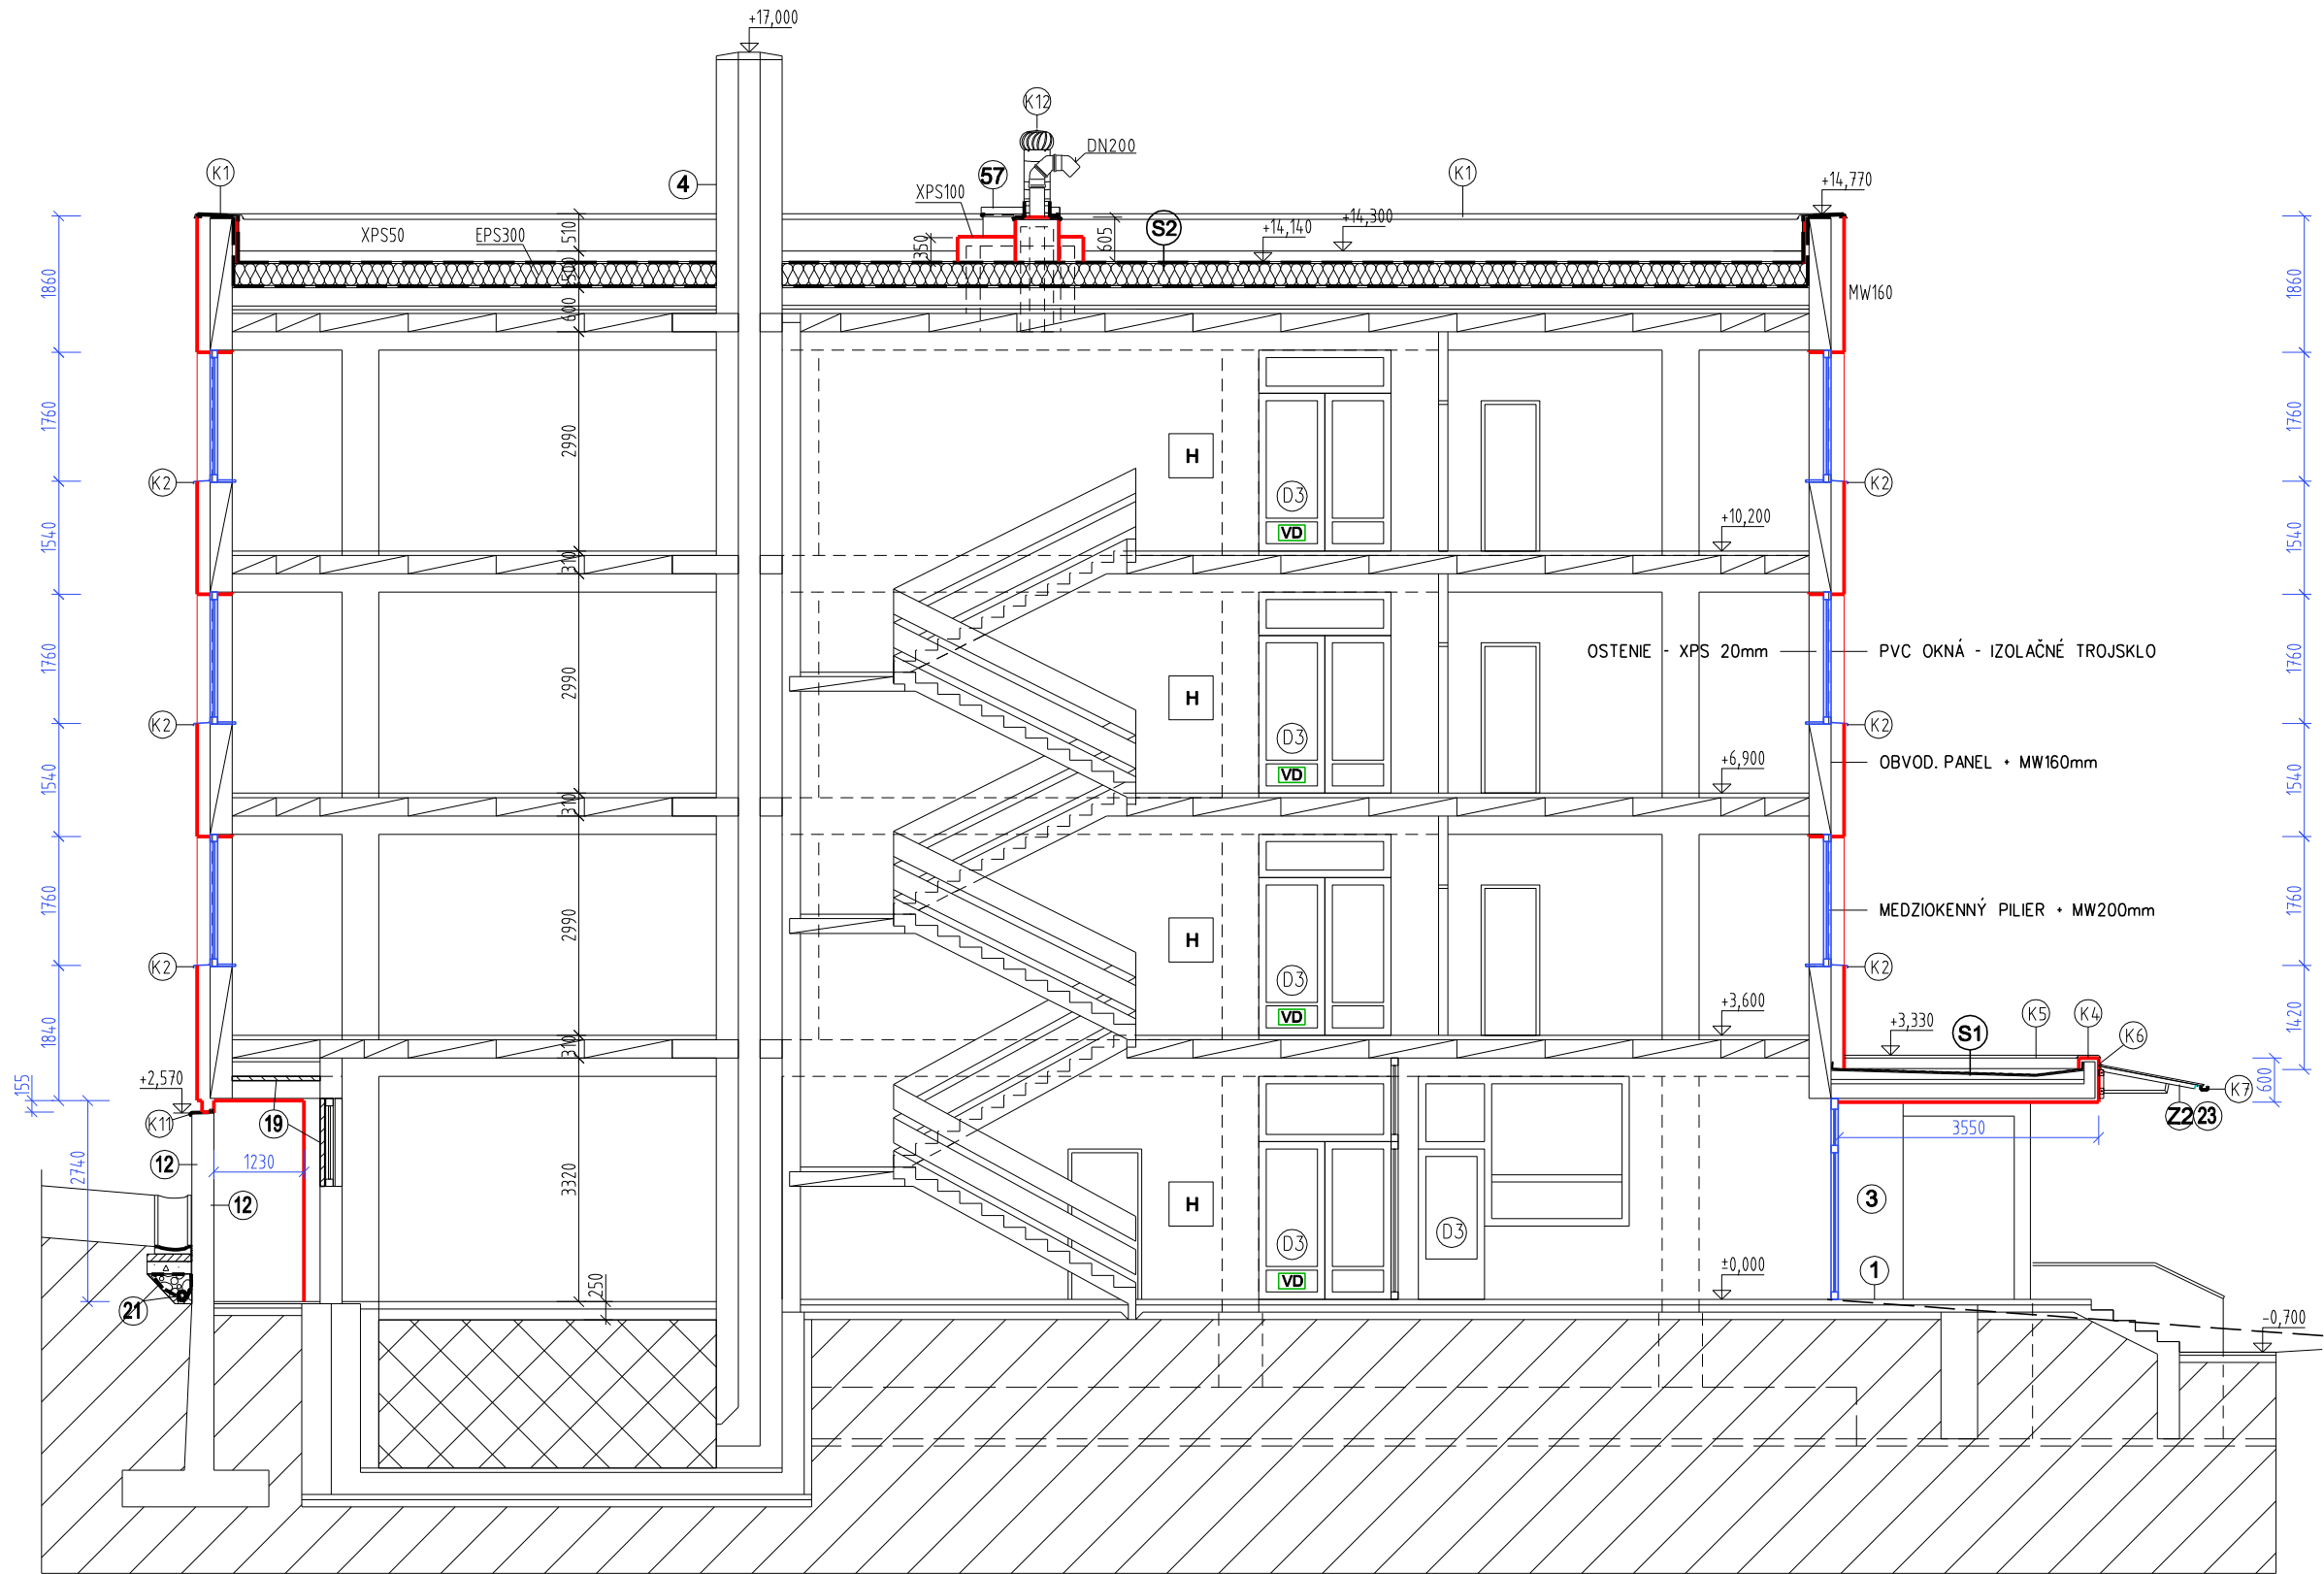 +17,000
K12
DN200
K1
4
57
K1
+14,770
XPS100
XPS50
EPS300
510
350
605
S2
+14,140
+14,300
500
600
1860
MW160
1860
1760
2990
H
D3
VD
1760
K2
K2
1540
310
+10,200
1540
1760
2990
H
D3
VD
OSTENIE - XPS 20mm
PVC OKNÁ - IZOLAČNÉ TROJSKLO
1760
K2
K2
1540
310
+6,900
OBVOD. PANEL + MW160mm
1540
1760
2990
H
D3
VD
MEDZIOKENNÝ PILIER + MW200mm
1760
K2
K2
1840
310
+3,600
+3,330
S1
K5
K4
K6
1420
155
+2,570
K11
19
600
K7
Z2
23
3550
12
1230
2740
12
3320
H
D3
VD
D3
3
1
±0,000
250
21
-0,700